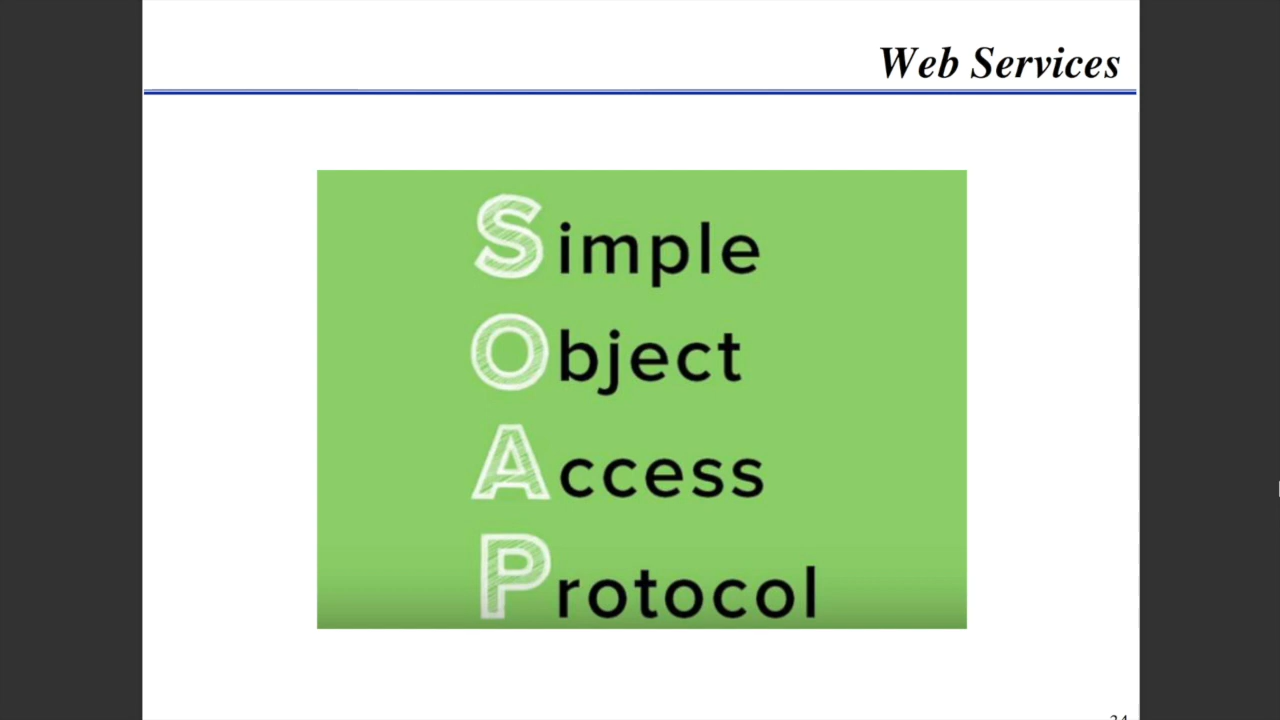 Web Services
Simple
Object
Access
Protocol